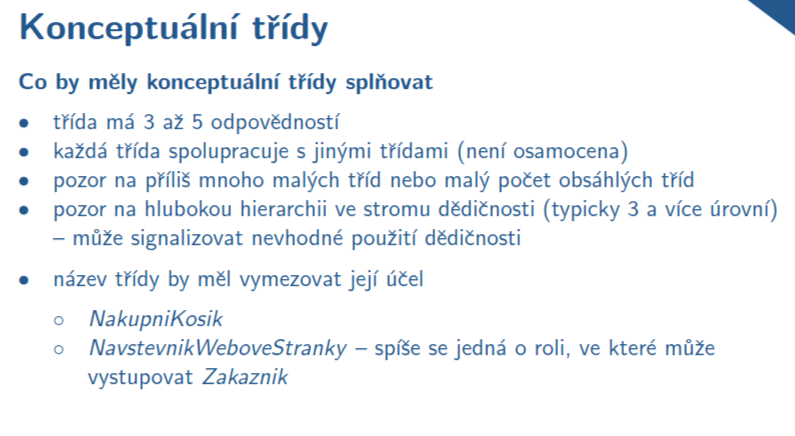 Konceptuální třídy
Co by měly konceptuální třídy splňovat
• třída má 3 až 5 odpovědností
• každá třída spolupracuje s jinými třídami (není osamocena)
• pozor na příliš mnoho malých tříd nebo malý počet obsáhlých tříd
• pozor na hlubokou hierarchii ve stromu dědičnosti (typicky 3 a více úrovní)
– může signalizovat nevhodné použití dědičnosti
• název třídy by měl vymezovat její účel
○ NakupniKosik
○ NavstevnikWeboveStranky – spíše se jedná o roli, ve které může
vystupovat Zakaznik